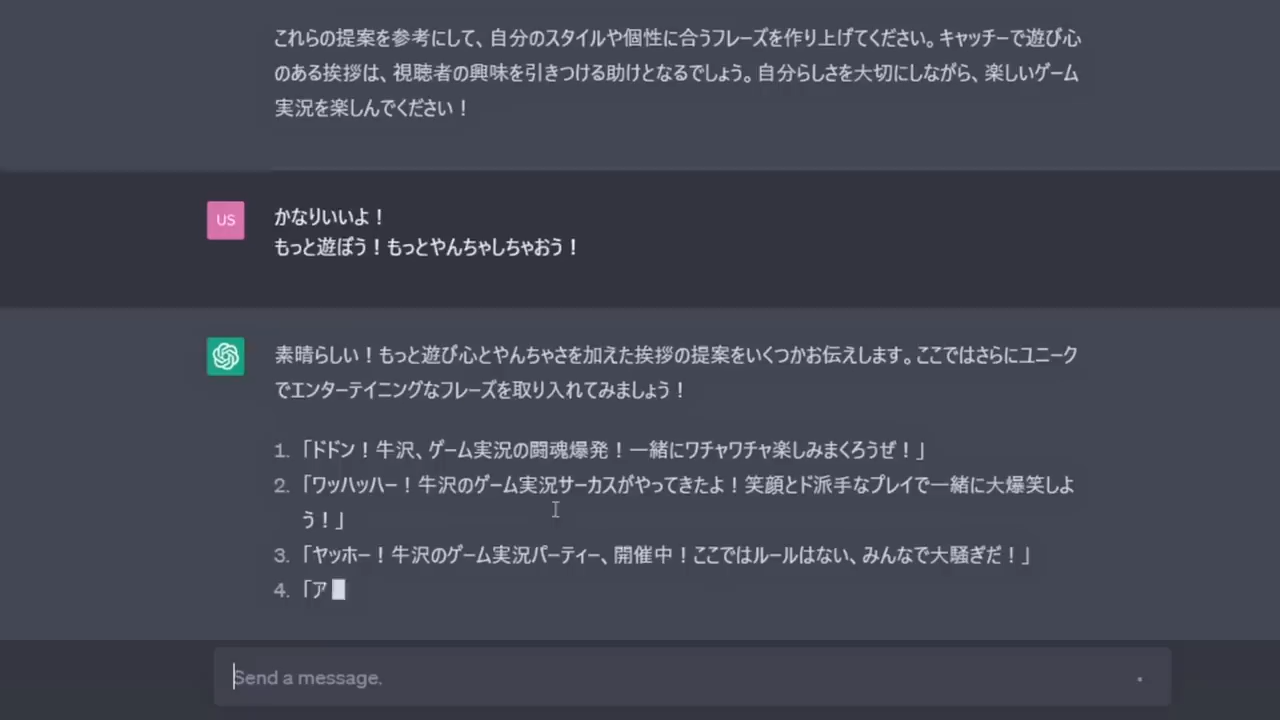 これらの提案を参考にして、自分のスタイルや個性に合うフレーズを作り上げてください。キャッチーで遊び心
のある挨拶は、視聴者の興味を引きつける助けとなるでしょう。自分らしさを大切にしながら、楽しいゲーム
実況を楽しんでください！
US
かなりいいよ！
もっと遊ぼう！もっとやんちゃしちゃおう！
素晴らしい！もっと遊び心とやんちゃさを加えた挨拶の提案をいくつかお伝えします。ここではさらにユニーク
でエンターテイニングなフレーズを取り入れてみましょう！
1. 「ドドン！牛沢、ゲーム実況の闘魂爆発！一緒にワチャワチャ楽しみまくろうぜ！」
2. 「ワッハッハー！牛沢のゲーム実況サーカスがやってきたよ！笑顔とド派手なプレイで一緒に大爆笑しよ
う！」
3. 「ヤッホー！牛沢のゲーム実況パーティー、開催中！ここではルールはない、みんなで大騒ぎだ！」
4. 「ア
Send a message.